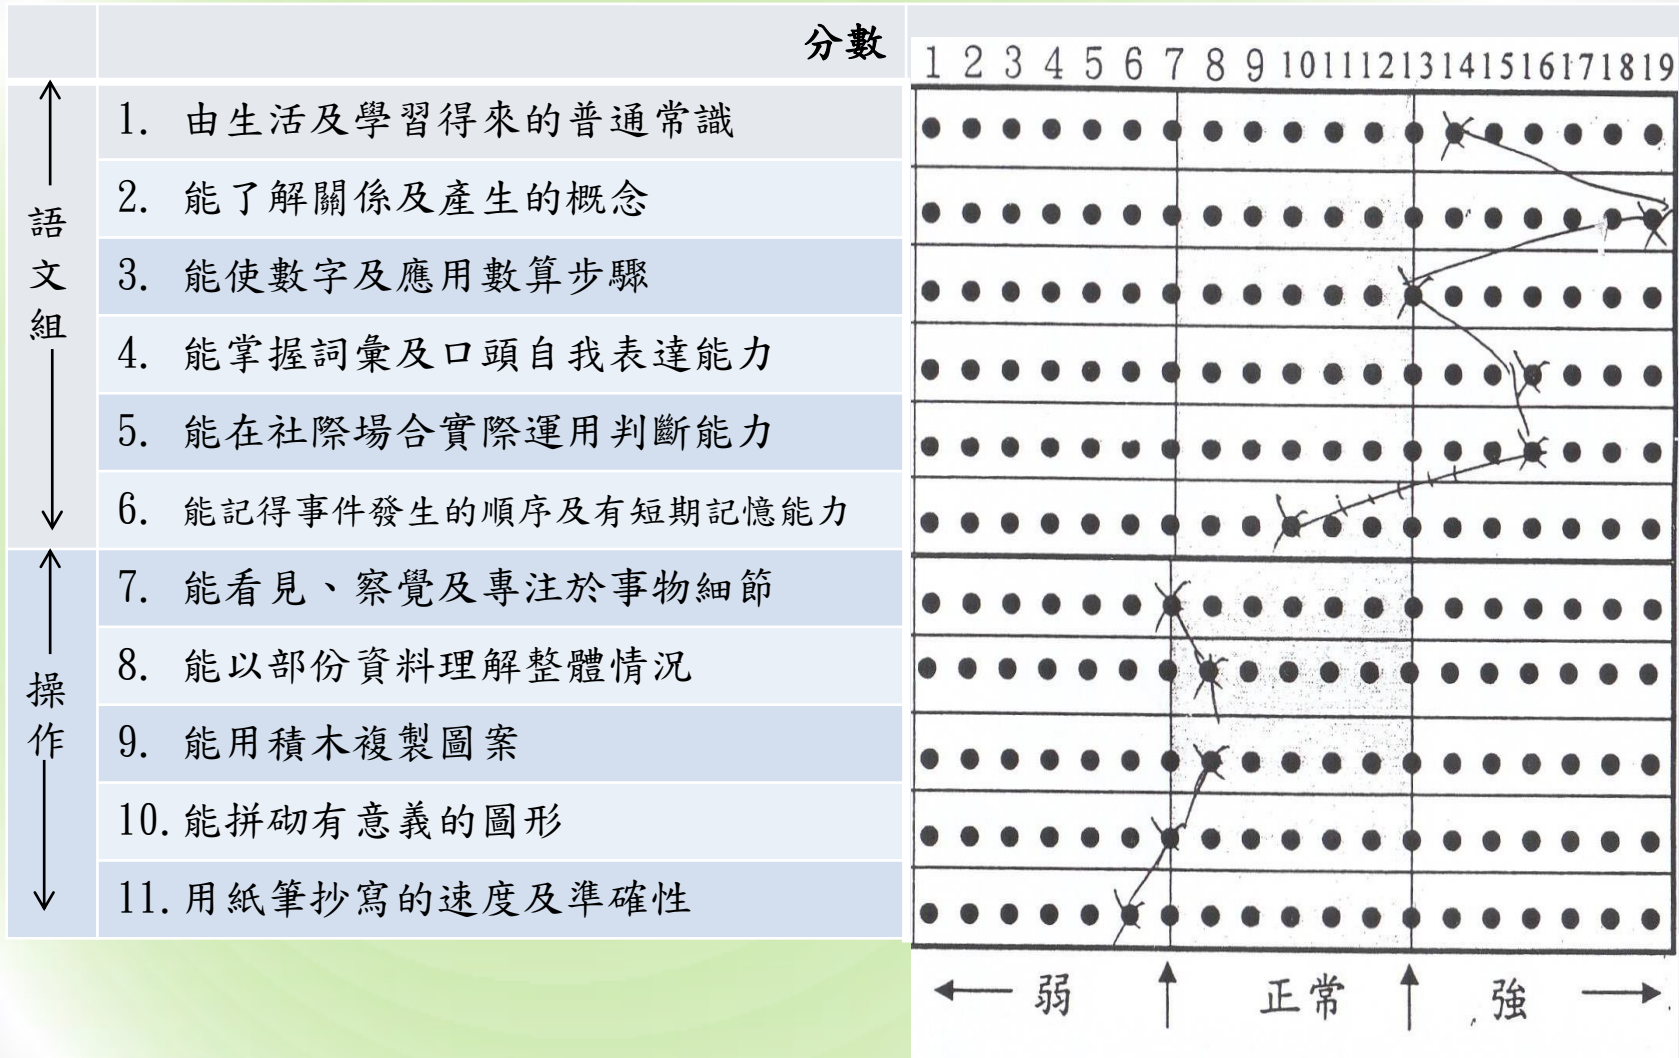 分數
1 2 3 4 5 6 7 8 9 10 11 12 13 14 15 16 17 18 19
語文組
1. 由生活及學習得來的普通常識
2. 能了解關係及產生的概念
3. 能使數字及應用數算步驟
4. 能掌握詞彙及口頭自我表達能力
5. 能在社際場合實際運用判斷能力
6. 能記得事件發生的順序及有短期記憶能力
操作
7. 能看見、察覺及專注於事物細節
8. 能以部份資料理解整體情況
9. 能用積木複製圖案
10. 能拼砌有意義的圖形
11. 用紙筆抄寫的速度及準確性
弱 正常 強